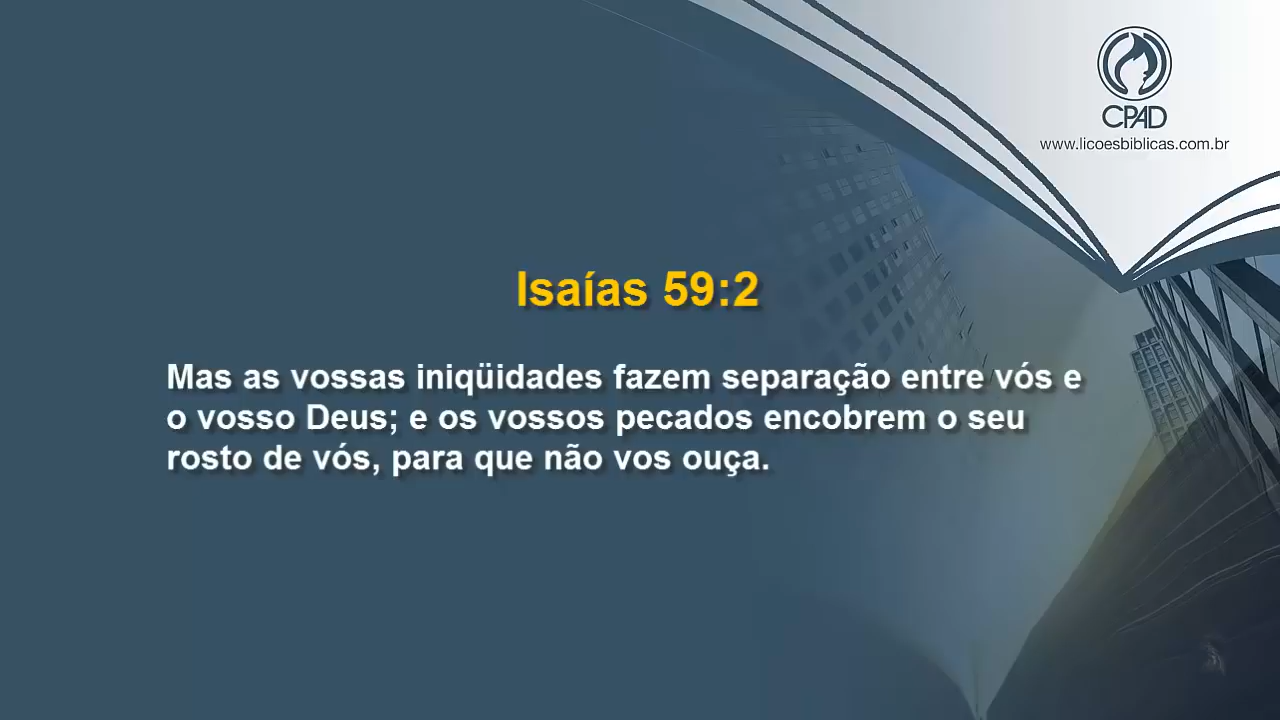 CPAD
www.licoesbiblicas.com.br
Isaías 59:2
Mas as vossas iniqüidades fazem separação entre vós e
o vosso Deus; e os vossos pecados encobrem o seu
rosto de vós, para que não vos ouça.